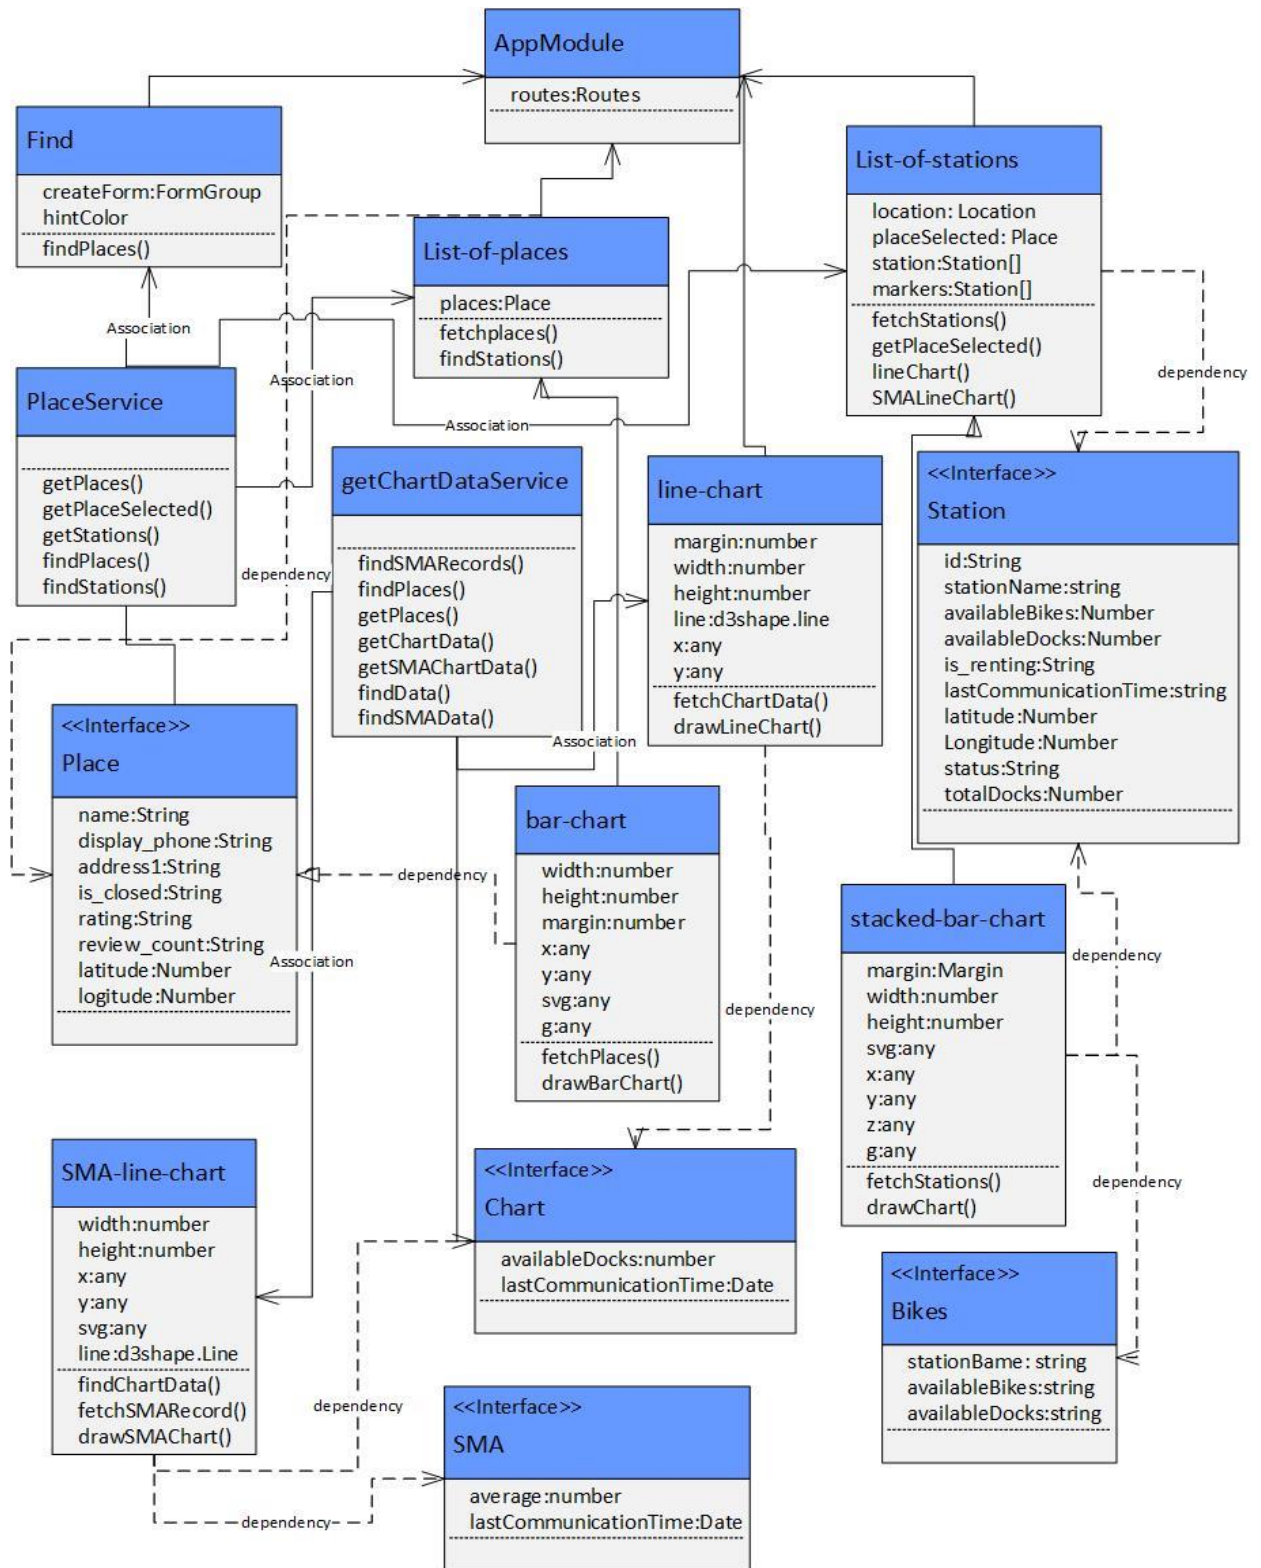 AppModule
routes:Routes
Find
createForm:FormGroup
hintColor
findPlaces()
List-of-stations
location: Location
placeSelected: Place
station:Station[]
markers:Station[]
fetchStations()
getPlaceSelected()
lineChart()
SMALineChart()
List-of-places
places:Place
fetchplaces()
findStations()
Association
Association
Association
dependency
PlaceService
getPlaces()
getPlaceSelected()
getStations()
findPlaces()
findStations()
dependency
getChartDataService
findSMARecords()
findPlaces()
getPlaces()
getChartData()
getSMAChartData()
findData()
findSMAData()
line-chart
margin:number
width:number
height:number
line:d3shape.line
x:any
y:any
fetchChartData()
drawLineChart()
<<Interface>>
Station
id:String
stationName:string
availableBikes:Number
availableDocks:Number
is_renting:String
lastCommunicationTime:string
latitude:Number
Longitude:Number
status:String
totalDocks:Number
Association
<<Interface>>
Place
name:String
display_phone:String
address1:String
is_closed:String
rating:String
review_count:String
latitude:Number
logitude:Number
dependency
Association
bar-chart
width:number
height:number
margin:number
x:any
y:any
svg:any
g:any
fetchPlaces()
drawBarChart()
dependency
stacked-bar-chart
margin:Margin
width:number
height:number
svg:any
x:any
y:any
z:any
g:any
fetchStations()
drawChart()
dependency
dependency
SMA-line-chart
width:number
height:number
x:any
y:any
svg:any
line:d3shape.Line
findChartData()
fetchSMARecord()
drawSMAChart()
<<Interface>>
Chart
availableDocks:number
lastCommunicationTime:Date
<<Interface>>
Bikes
stationBame: string
availableBikes:string
availableDocks:string
dependency
dependency
<<Interface>>
SMA
average:number
lastCommunicationTime:Date